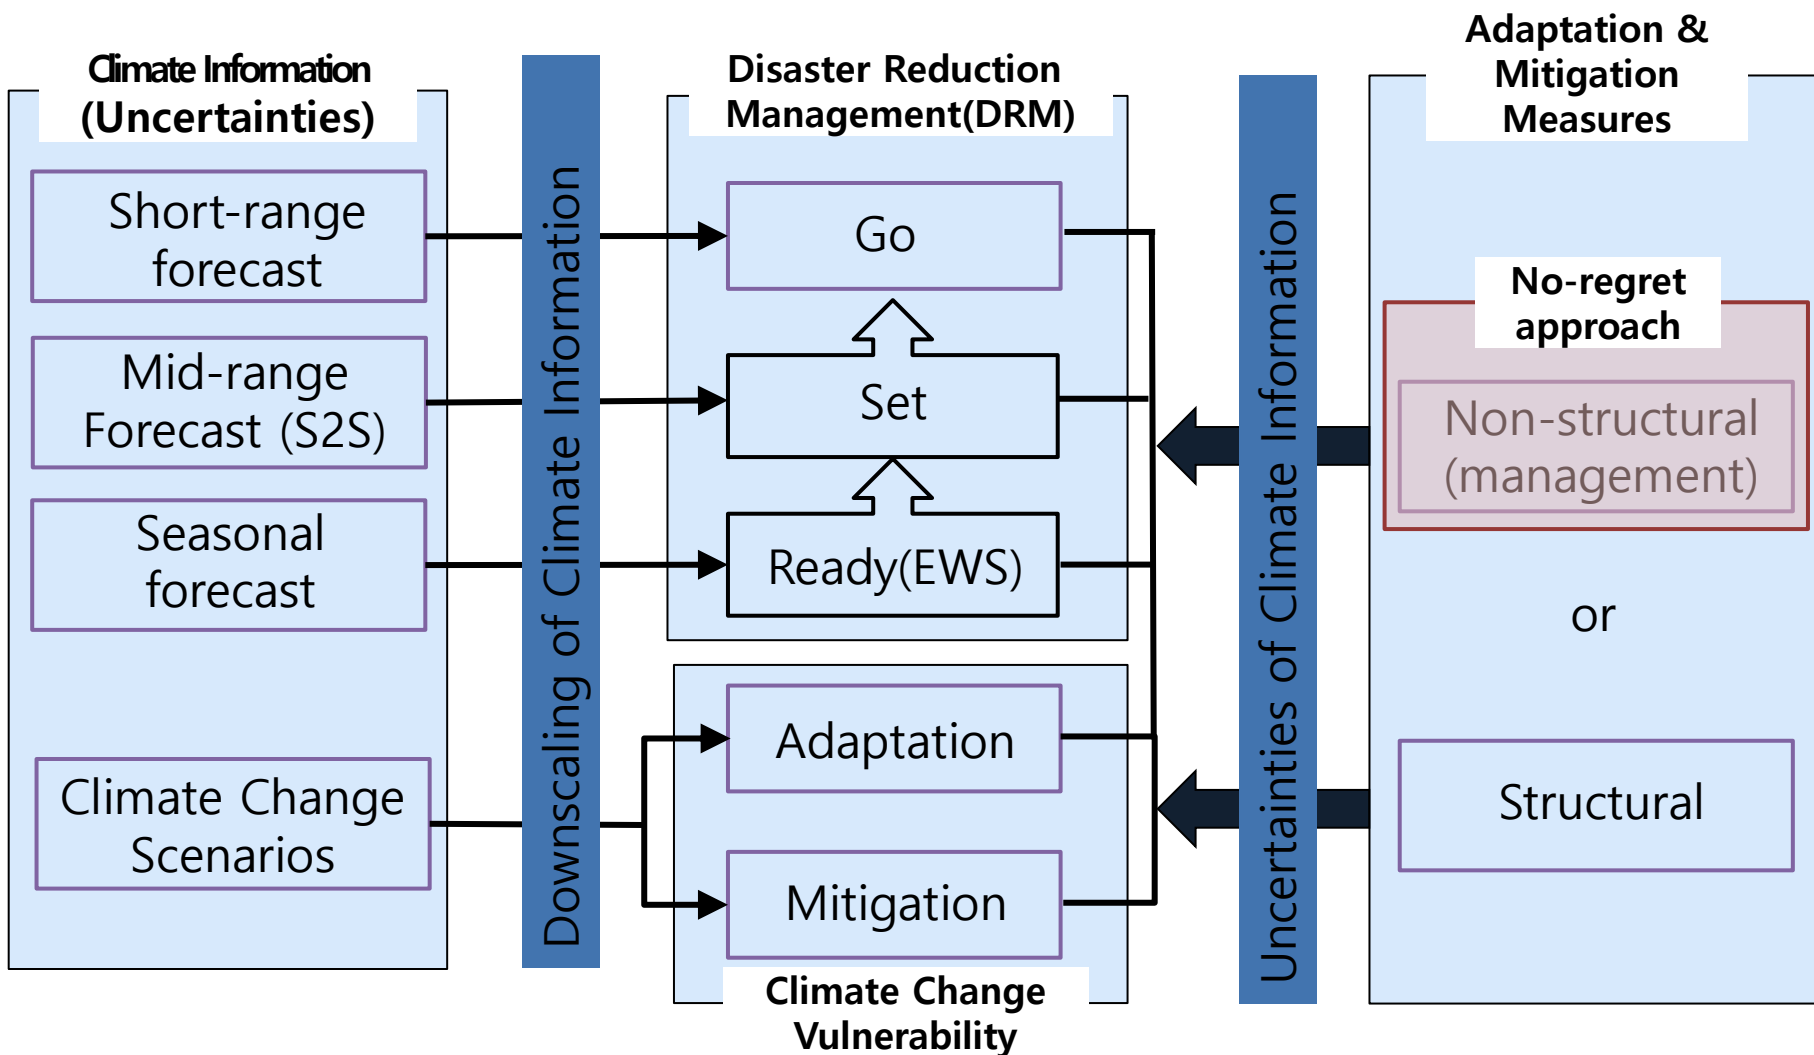 Climate Information
(Uncertainties)
Short-range
forecast
Mid-range
Forecast (S2S)
Seasonal
forecast
Climate Change
Scenarios
Downscaling of Climate Information
Disaster Reduction
Management(DRM)
Go
Set
Ready(EWS)
Adaptation
Mitigation
Climate Change
Vulnerability
Uncertainties of Climate Information
Adaptation &
Mitigation
Measures
No-regret
approach
Non-structural
(management)
or
Structural